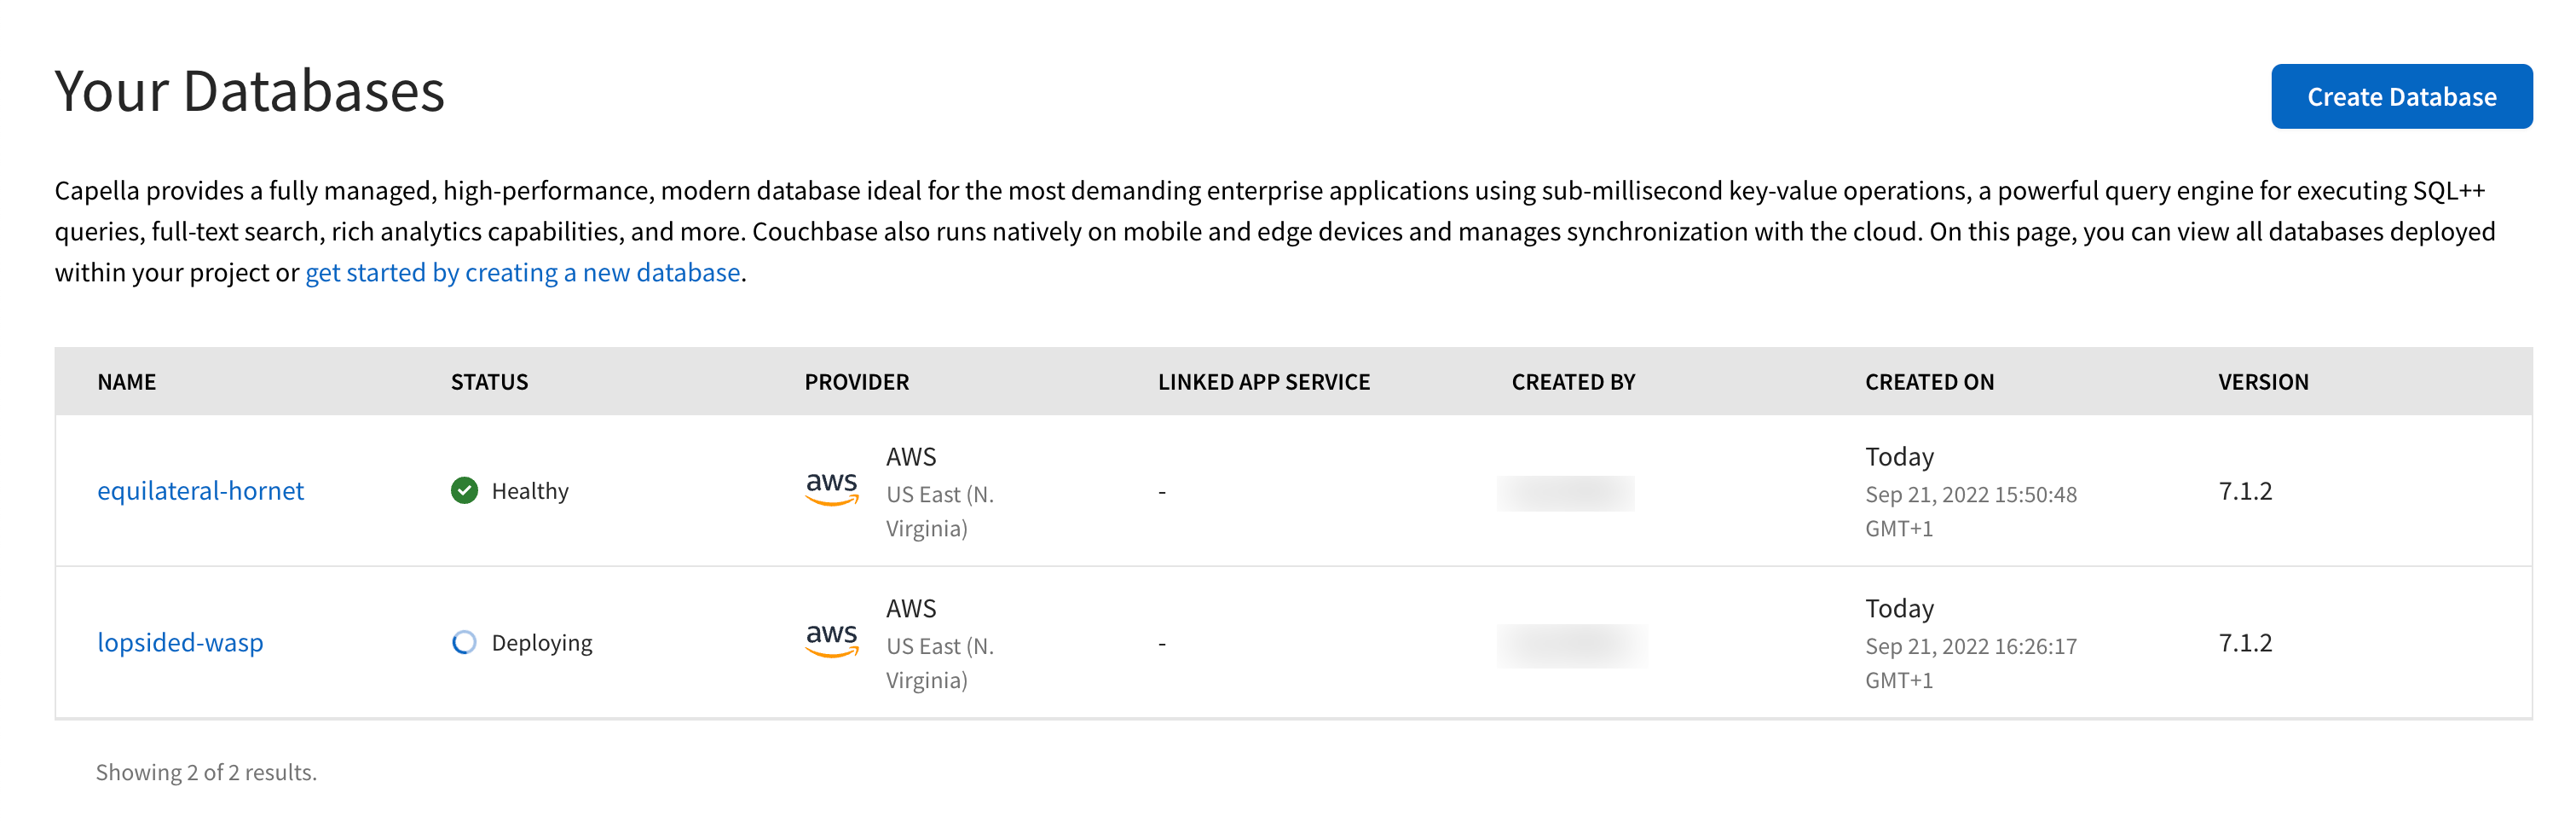 Your Databases
Create Database
Capella provides a fully managed, high-performance, modern database ideal for the most demanding enterprise applications using sub-millisecond key-value operations, a powerful query engine for executing SQL++
queries, full-text search, rich analytics capabilities, and more. Couchbase also runs natively on mobile and edge devices and manages synchronization with the cloud. On this page, you can view all databases deployed
within your project or get started by creating a new database.
NAME STATUS PROVIDER LINKED APP SERVICE CREATED BY CREATED ON VERSION
equilateral-hornet
Healthy
aws
AWS
US East (N.
Virginia)
-
Today
Sep 21, 2022 15:50:48
GMT+1
7.1.2
lopsided-wasp
Deploying
aws
AWS
US East (N.
Virginia)
-
Today
Sep 21, 2022 16:26:17
GMT+1
7.1.2
Showing 2 of 2 results.